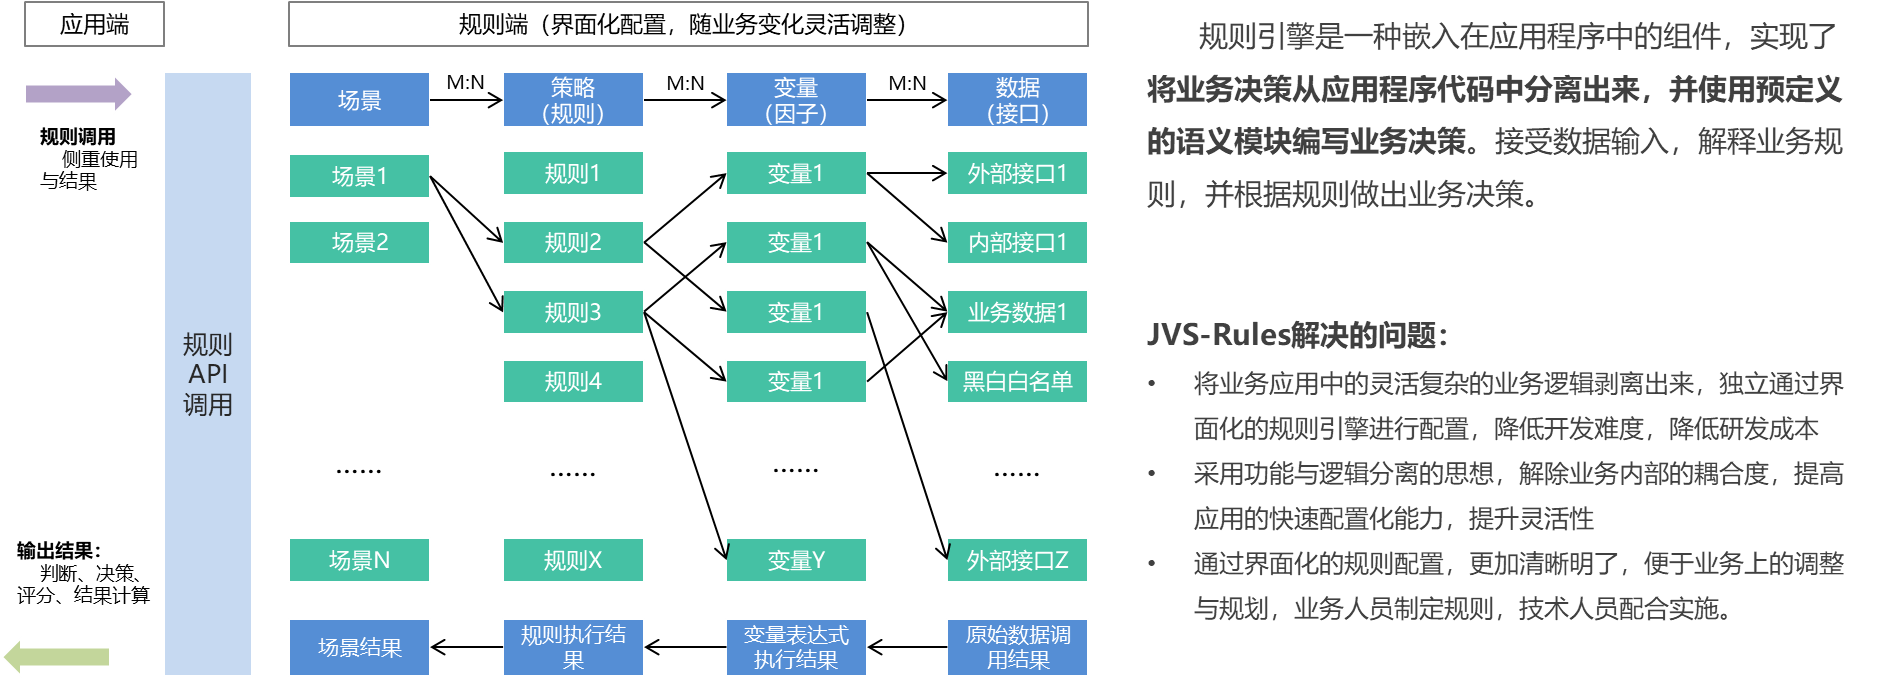 应用端
规则端（界面化配置，随业务变化灵活调整）
规则调用
侧重使用
与结果
输出结果：
判断、决策、
评分、结果计算
规则
API
调用
场景
M:N
策略
（规则）
M:N
变量
（因子）
M:N
数据
（接口）
场景1
规则1
变量1
外部接口1
场景2
规则2
变量1
内部接口1
规则3
变量1
业务数据1
规则4
变量1
黑白白名单
......
......
......
......
场景N
规则X
变量Y
外部接口Z
场景结果
规则执行结
果
变量表达式
执行结果
原始数据调
用结果
规则引擎是一种嵌入在应用程序中的组件，实现了
将业务决策从应用程序代码中分离出来，并使用预定义
的语义模块编写业务决策。接受数据输入，解释业务规
则，并根据规则做出业务决策。
JVS-Rules解决的问题：
• 将业务应用中的灵活复杂的业务逻辑剥离出来，独立通过界
面化的规则引擎进行配置，降低开发难度，降低研发成本
• 采用功能与逻辑分离的思想，解除业务内部的耦合度，提高
应用的快速配置化能力，提升灵活性
• 通过界面化的规则配置，更加清晰明了，便于业务上的调整
与规划，业务人员制定规则，技术人员配合实施。